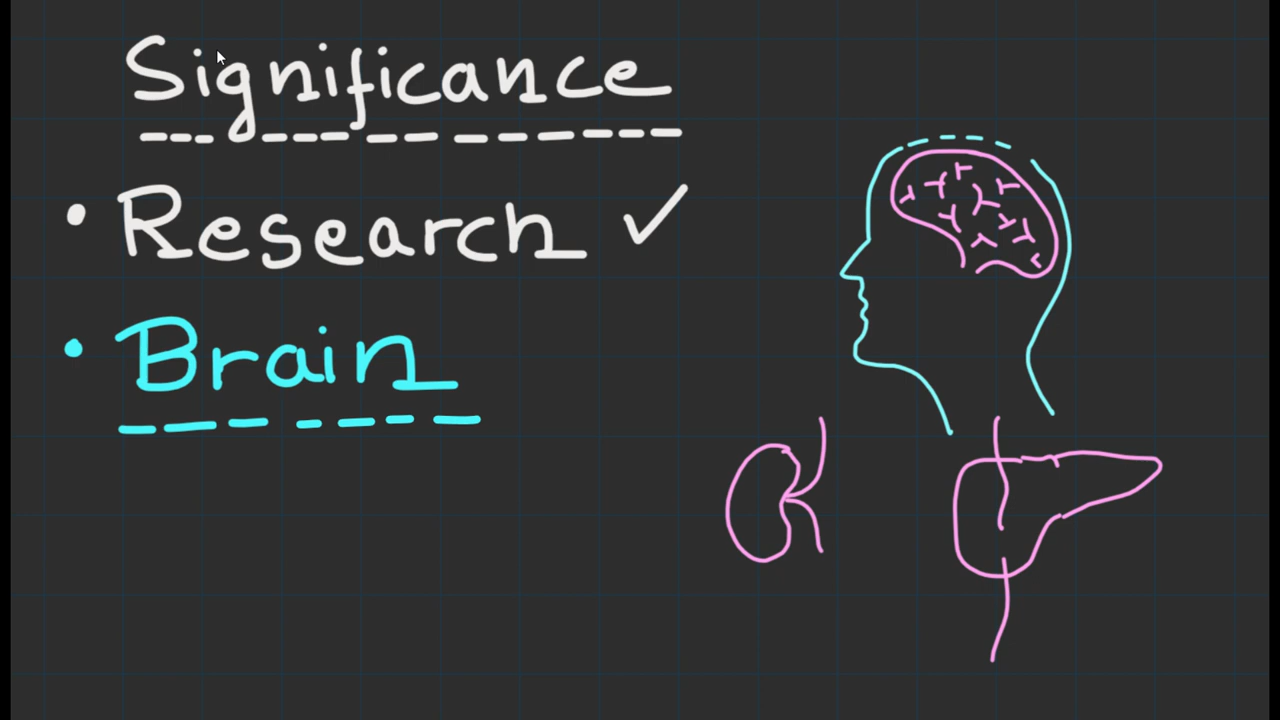 Significance
• Research ✓
• Brain